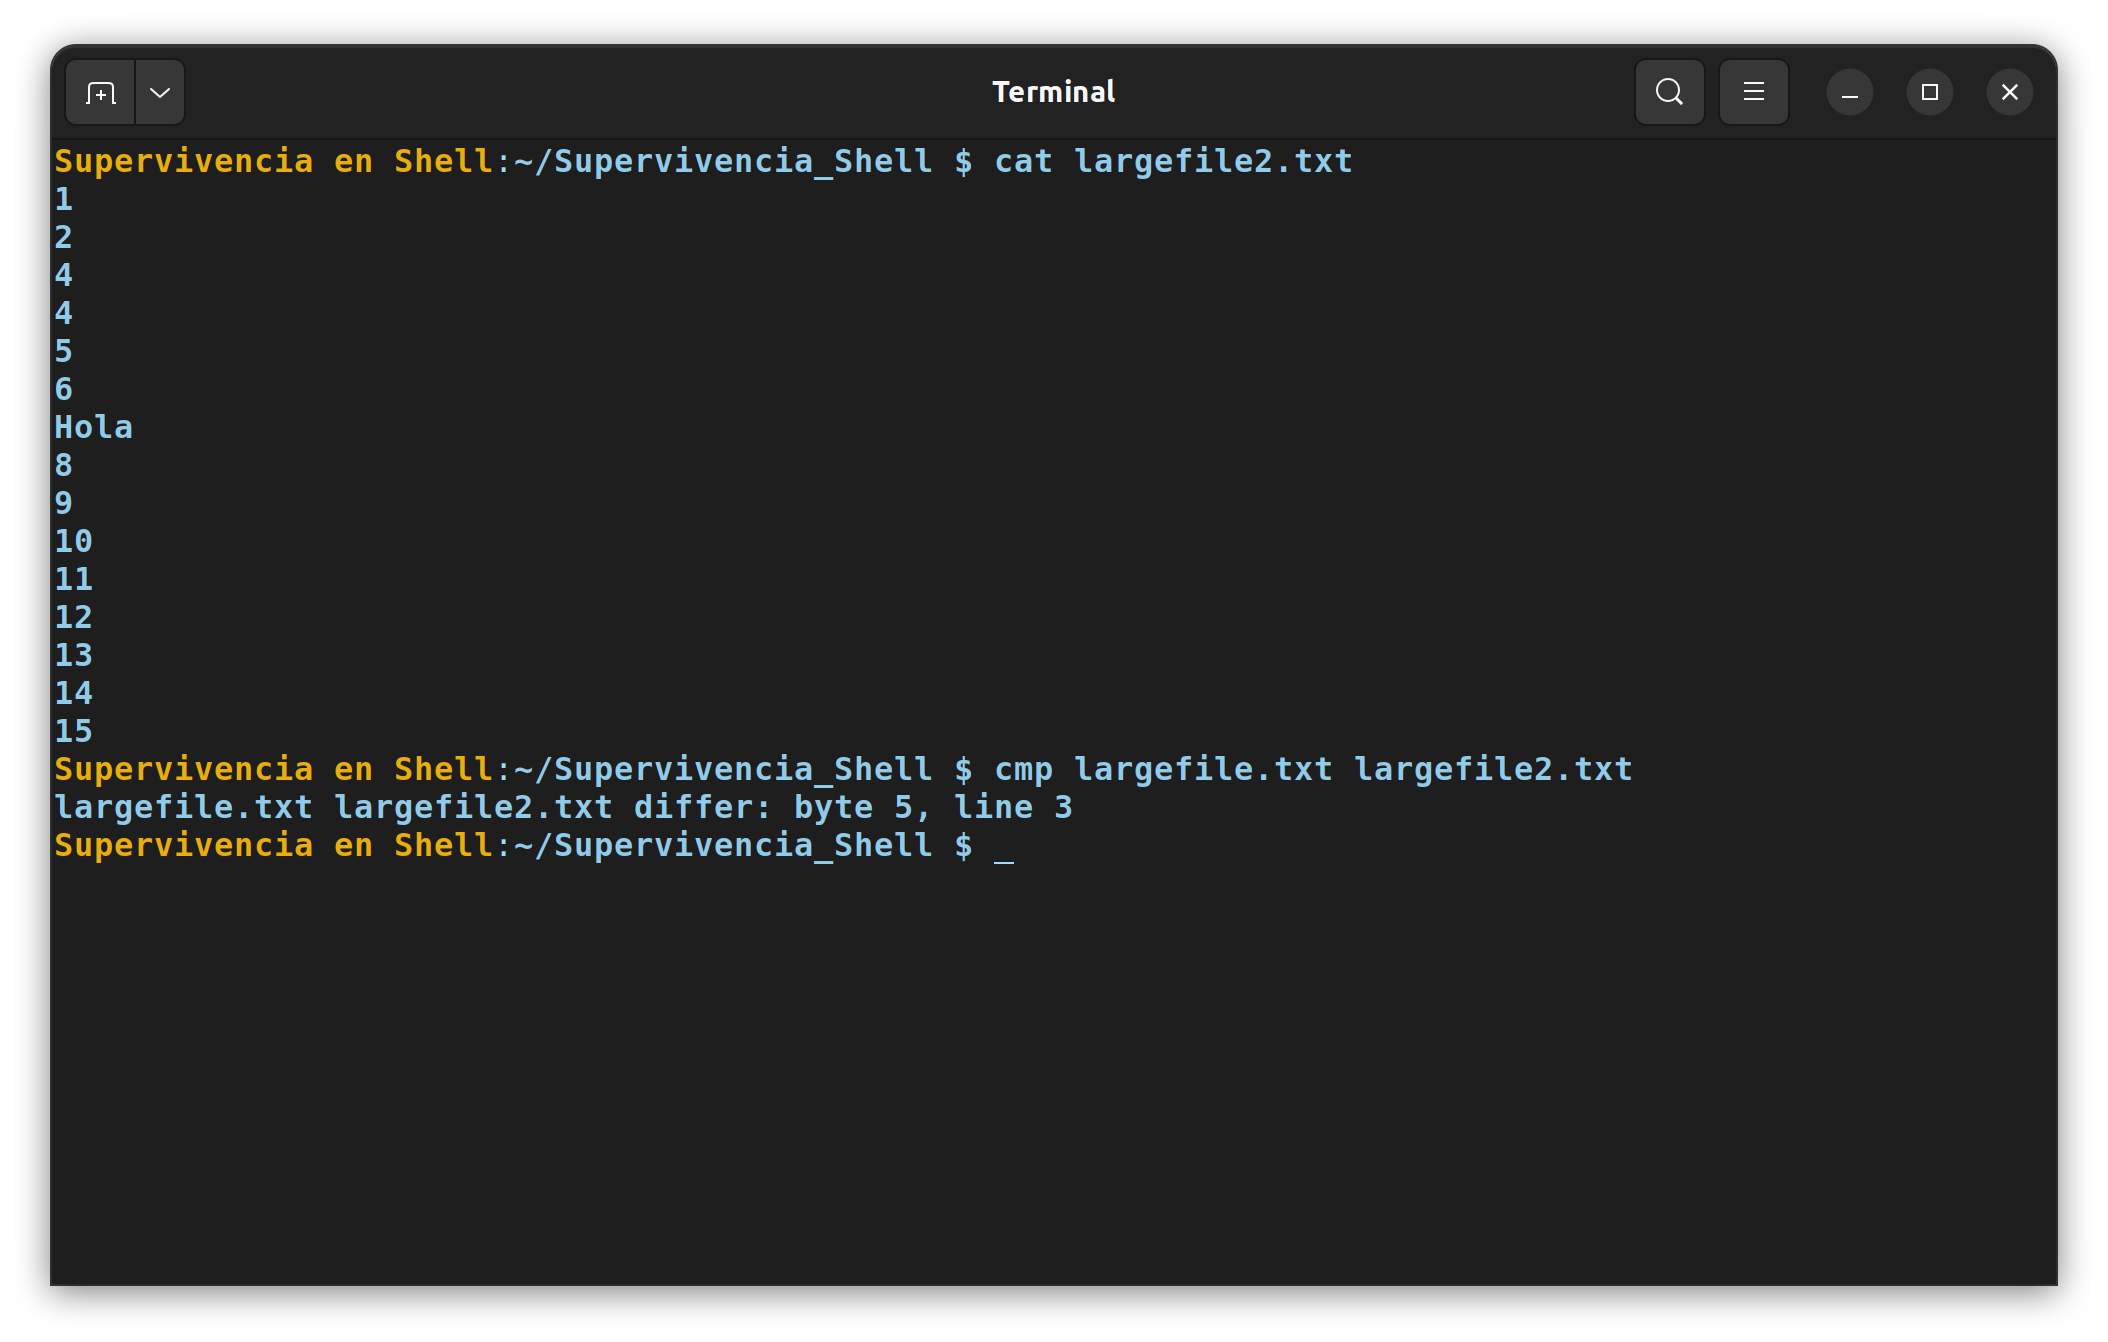 Terminal
Supervivencia en Shell:~/Supervivencia_Shell $ cat largefile2.txt
1
2
4
4
5
6
Hola
8
9
10
11
12
13
14
15
Supervivencia en Shell:~/Supervivencia_Shell $ cmp largefile.txt largefile2.txt
largefile.txt largefile2.txt differ: byte 5, line 3
Supervivencia en Shell:~/Supervivencia_Shell $ _